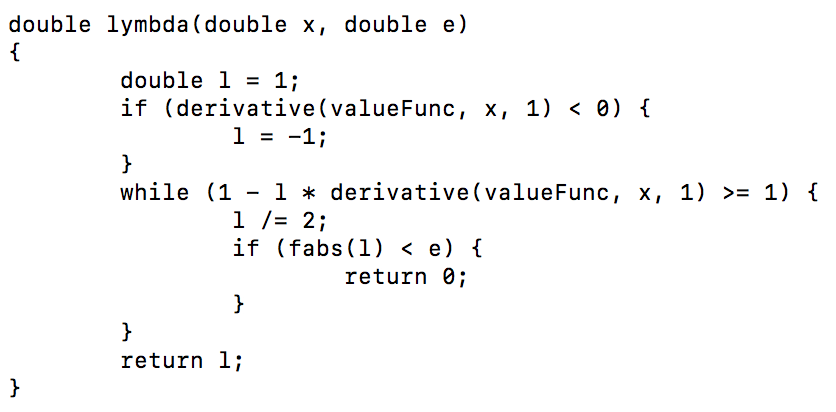 double lymbda(double x, double e)
{
        double l = 1;
        if (derivative(valueFunc, x, 1) < 0) {
                l = -1;
        }
        while (1 - l * derivative(valueFunc, x, 1) >= 1) {
                l /= 2;
                if (fabs(l) < e) {
                        return 0;
                }
        }
        return l;
}